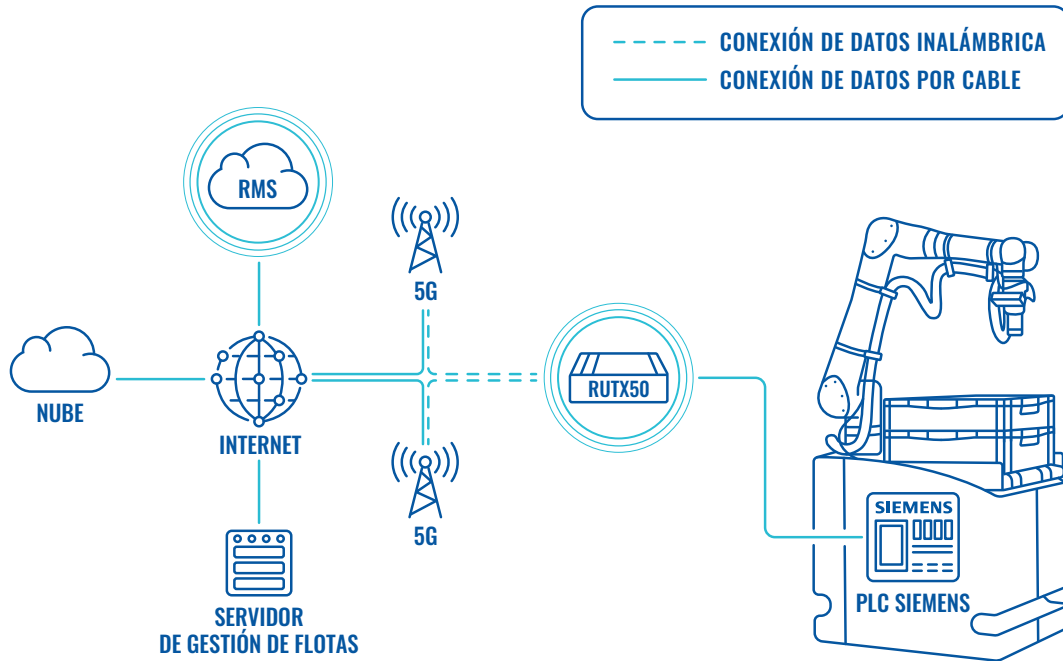 CONEXIÓN DE DATOS INALÁMBRICA
CONEXIÓN DE DATOS POR CABLE
RMS
5G
NUBE
INTERNET
RUTX50
5G
SERVIDOR
DE GESTIÓN DE FLOTAS
SIEMENS
PLC SIEMENS